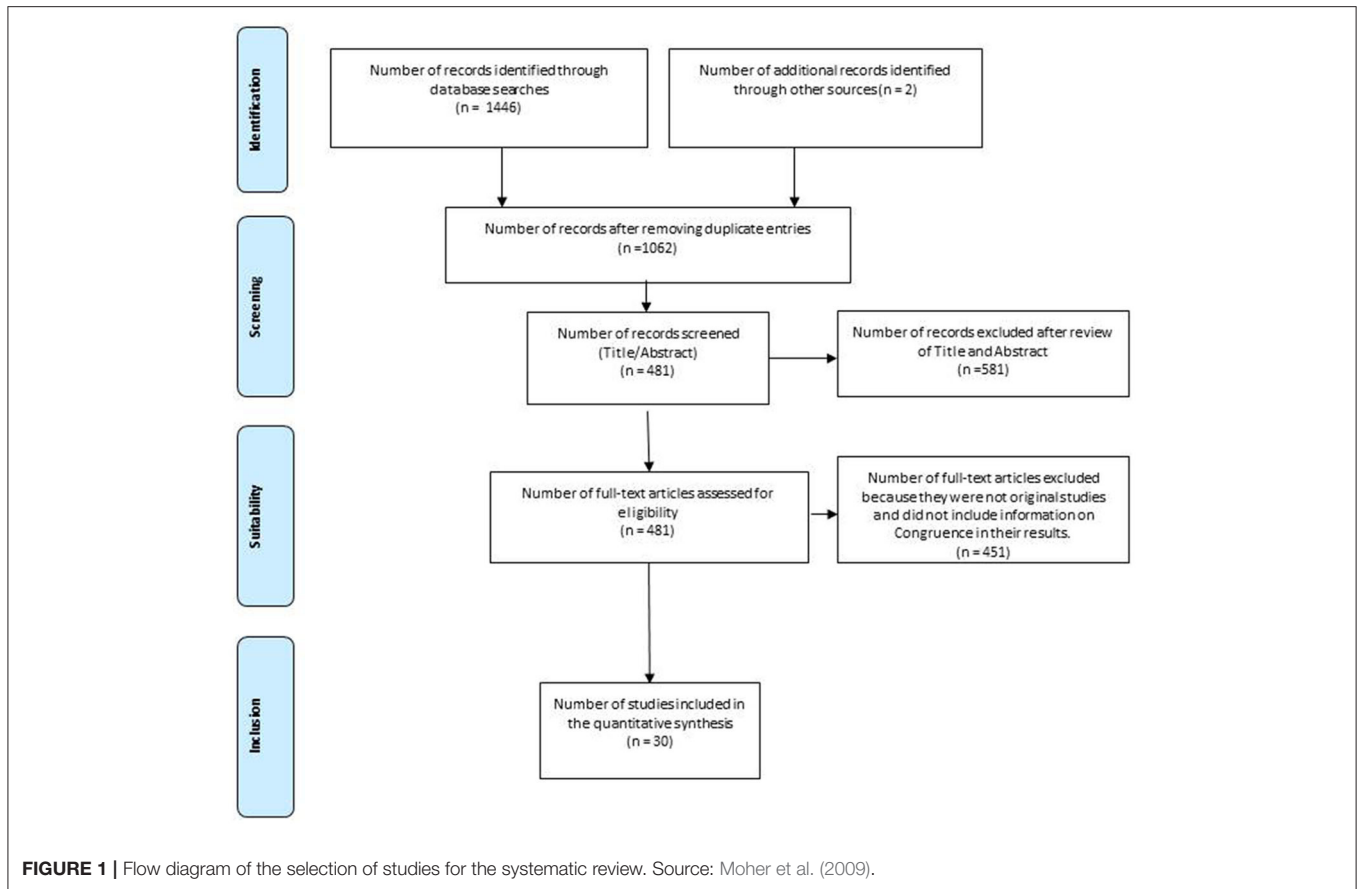 Identification
Number of records identified through
database searches
(n = 1446)
Number of additional records identified
through other sources(n = 2)
Screening
Number of records after removing duplicate entries
(n =1062)
Number of records screened
(Title/Abstract)
(n = 481)
Number of records excluded after review
of Title and Abstract
(n =581)
Suitability
Number of full-text articles assessed for
eligibility
(n = 481)
Number of full-text articles excluded
because they were not original studies
and did not include information on
Congruence in their results.
(n = 451)
Inclusion
Number of studies included in
the quantitative synthesis
(n = 30)
FIGURE 1 | Flow diagram of the selection of studies for the systematic review. Source: Moher et al. (2009).